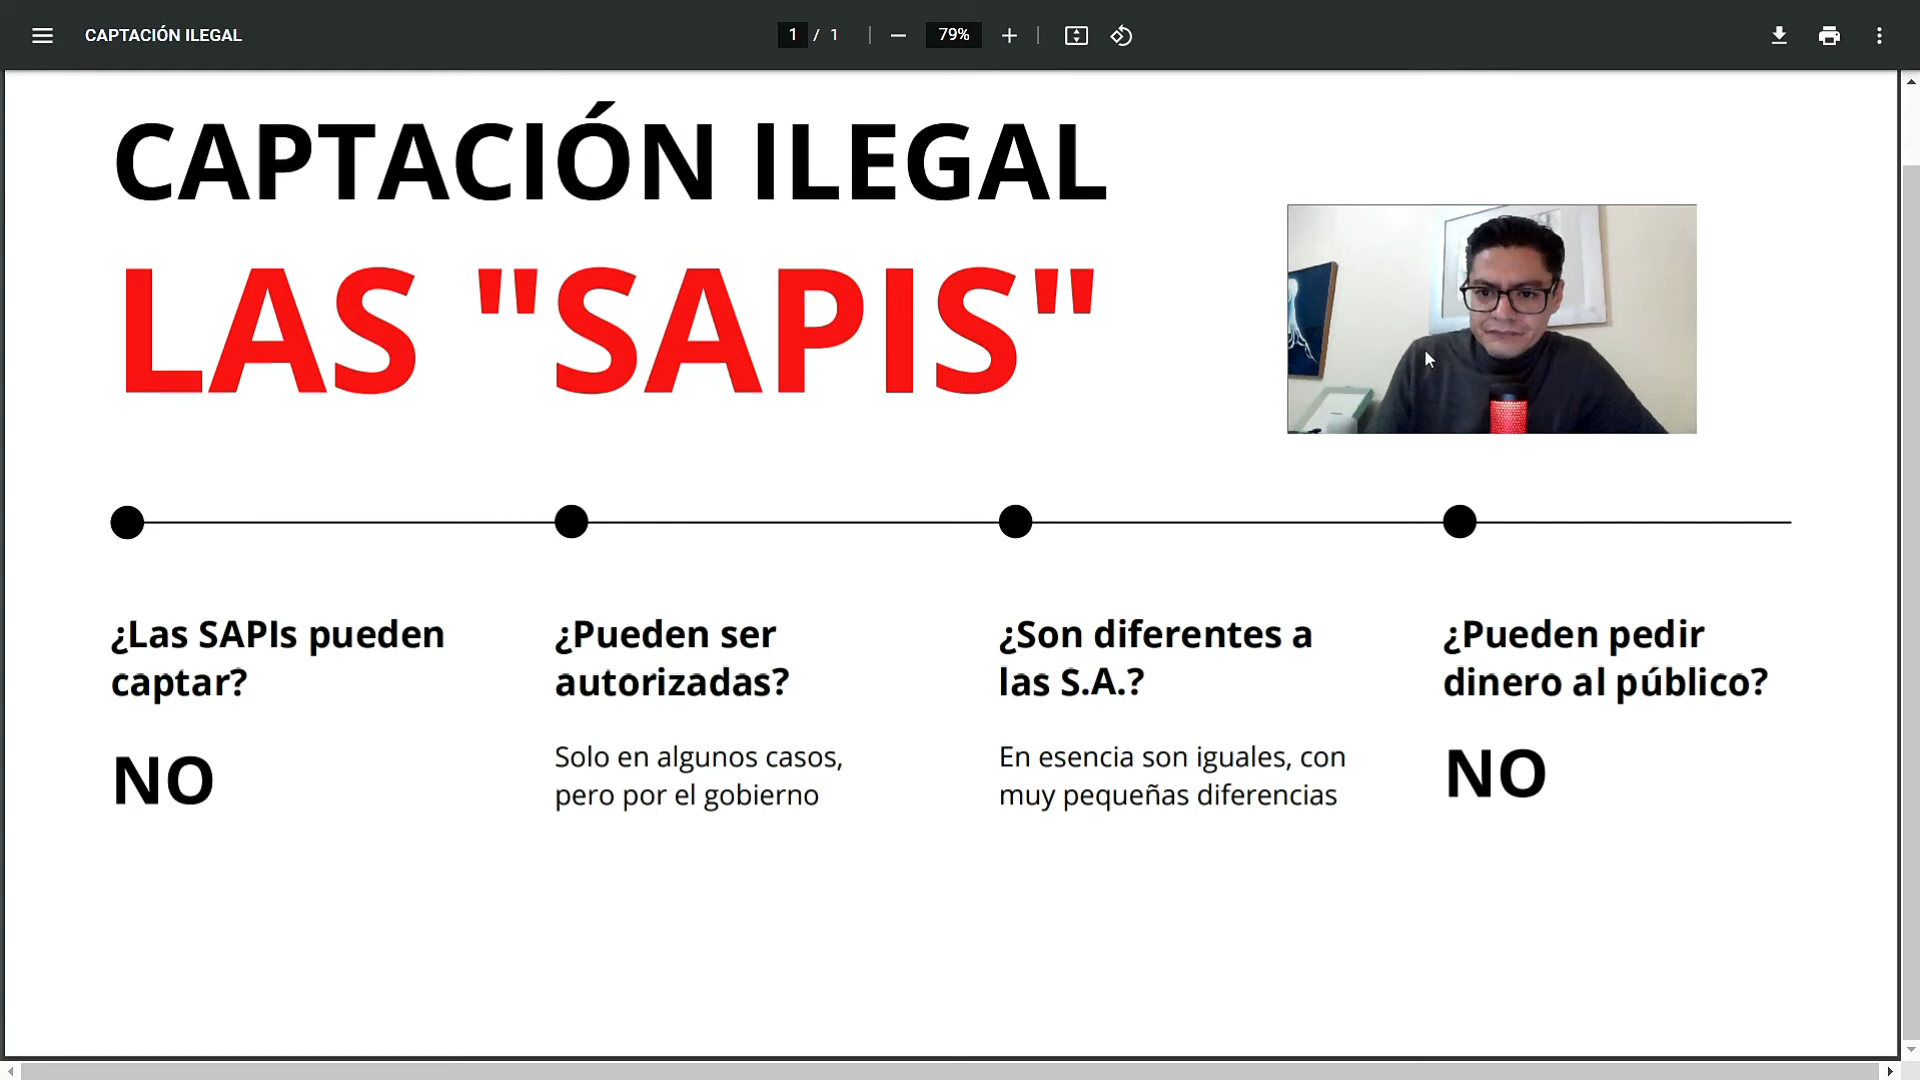 CAPTACIÓN ILEGAL
1 / 1
79%
CAPTACIÓN ILEGAL
LAS "SAPIS"
¿Las SAPIs pueden
captar?
NO
¿Pueden ser
autorizadas?
Solo en algunos casos,
pero por el gobierno
¿Son diferentes a
las S.A.?
En esencia son iguales, con
muy pequeñas diferencias
¿Pueden pedir
dinero al público?
NO